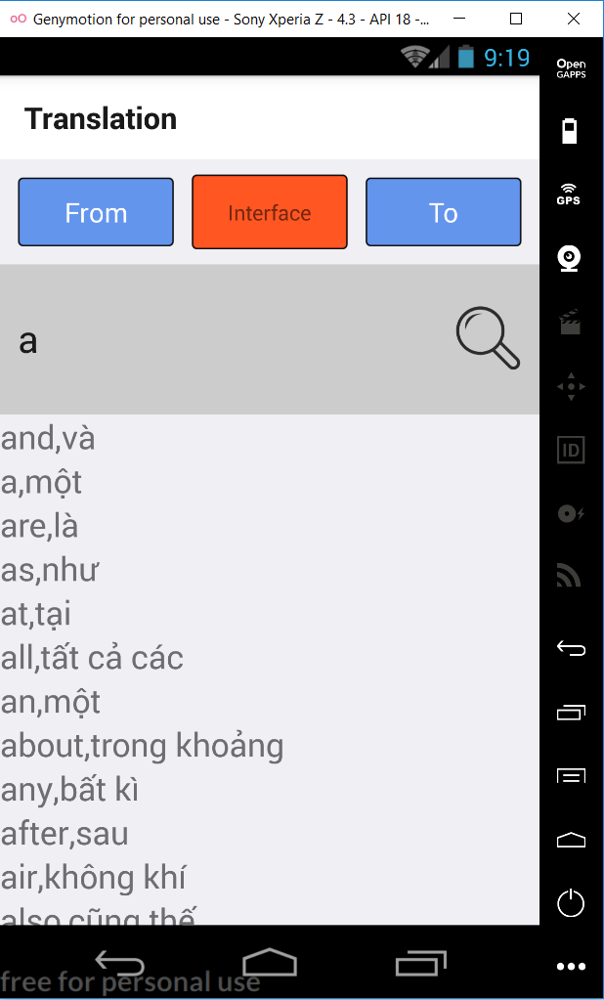 Genymotion for personal use - Sony Xperia Z - 4.3 - API 18 -...
9:19
Open
GAPPS
Translation
GPS
From
Interface
To
a
and,và
a,một
are,là
ID
as,như
at,tại
all,tất cả các
an,một
about,trong khoảng
any,bất kì
after,sau
air,không khí
also,cũng thế
free for personal use